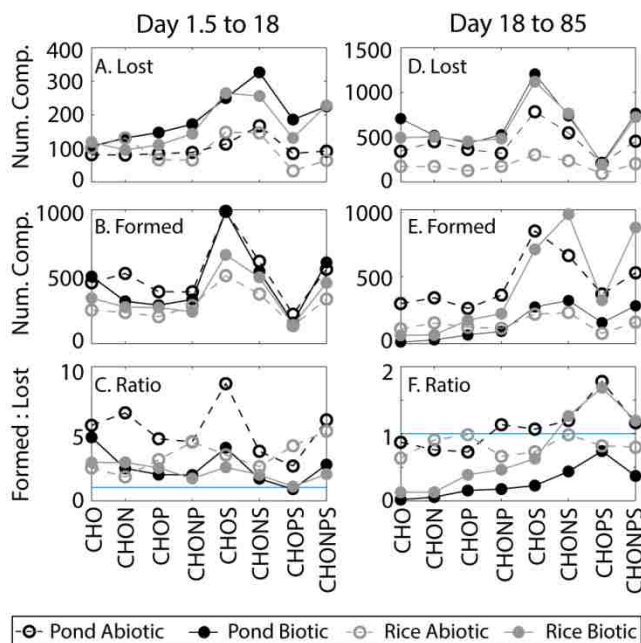 Day 1.5 to 18
Day 18 to 85
Num. Comp.
400
300
200
100
0
A. Lost
1500
1000
500
0
D. Lost
Num. Comp.
1000
500
0
B. Formed
1000
500
0
E. Formed
Formed : Lost
10
5
0
C. Ratio
2
1
0
F. Ratio
CHO
CHON
CHOP
CHONP
CHOS
CHONS
CHOPS
CHONPS
CHO
CHON
CHOP
CHONP
CHOS
CHONS
CHOPS
CHONPS
Pond Abiotic Pond Biotic Rice Abiotic Rice Biotic